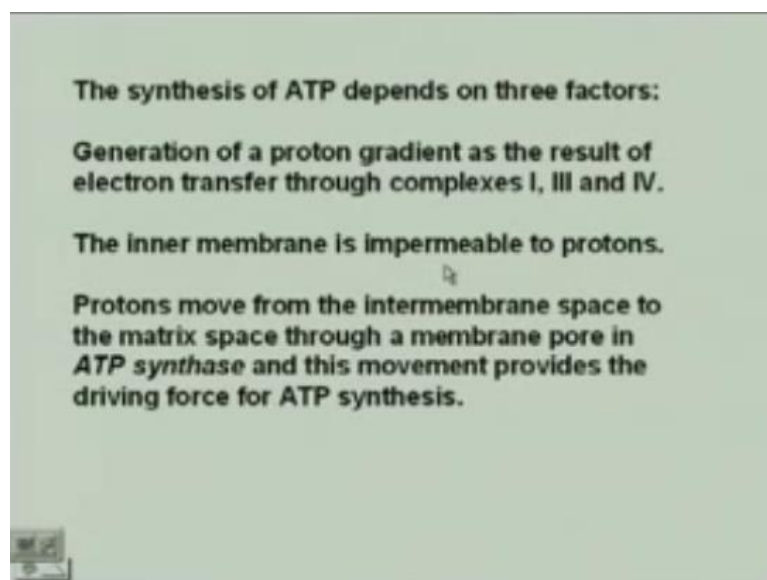 The synthesis of ATP depends on three factors:
Generation of a proton gradient as the result of
electron transfer through complexes I, III and IV.
The inner membrane is impermeable to protons.
Protons move from the intermembrane space to
the matrix space through a membrane pore in
ATP synthase and this movement provides the
driving force for ATP synthesis.